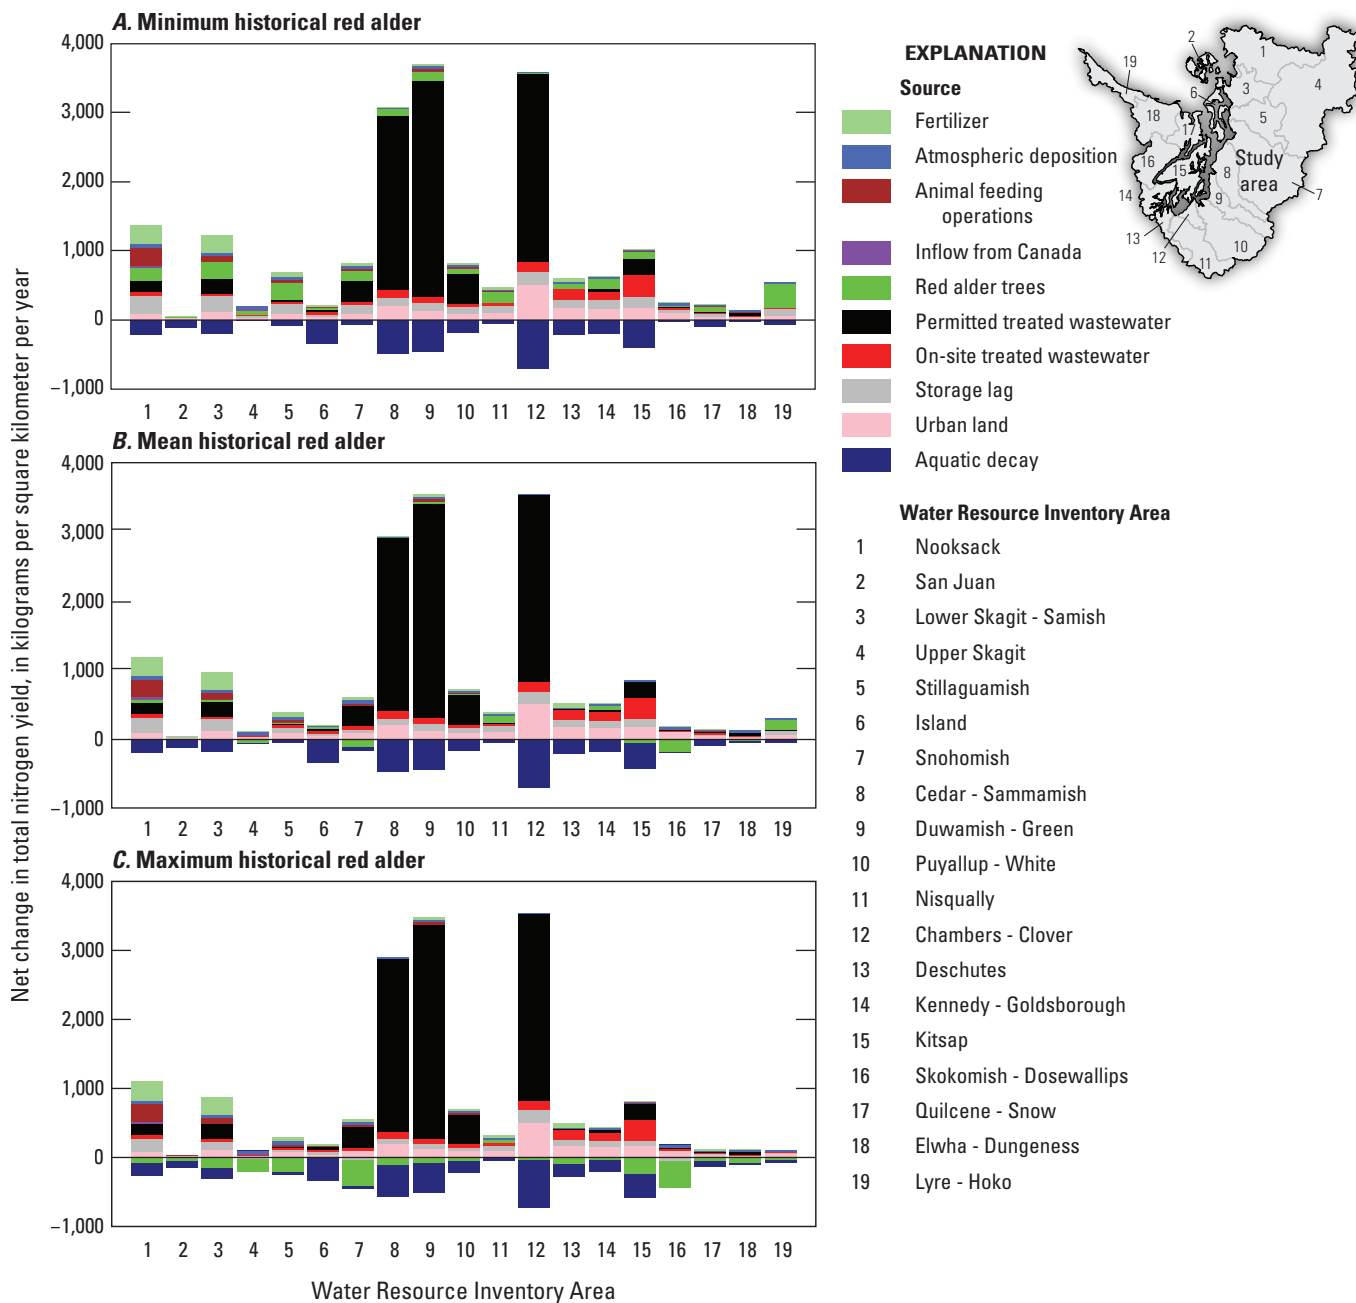 A. Minimum historical red alder
4,000
3,000
2,000
1,000
0
–1,000
1 2 3 4 5 6 7 8 9 10 11 12 13 14 15 16 17 18 19
B. Mean historical red alder
4,000
3,000
2,000
1,000
0
–1,000
1 2 3 4 5 6 7 8 9 10 11 12 13 14 15 16 17 18 19
C. Maximum historical red alder
4,000
3,000
2,000
1,000
0
–1,000
1 2 3 4 5 6 7 8 9 10 11 12 13 14 15 16 17 18 19
Water Resource Inventory Area
Net change in total nitrogen yield, in kilograms per square kilometer per year
EXPLANATION
Source
Fertilizer
Atmospheric deposition
Animal feeding
operations
Inflow from Canada
Red alder trees
Permitted treated wastewater
On-site treated wastewater
Storage lag
Urban land
Aquatic decay
Water Resource Inventory Area
1 Nooksack
2 San Juan
3 Lower Skagit - Samish
4 Upper Skagit
5 Stillaguamish
6 Island
7 Snohomish
8 Cedar - Sammamish
9 Duwamish - Green
10 Puyallup - White
11 Nisqually
12 Chambers - Clover
13 Deschutes
14 Kennedy - Goldsborough
15 Kitsap
16 Skokomish - Dosewallips
17 Quilcene - Snow
18 Elwha - Dungeness
19 Lyre - Hoko
2
1
19
4
3
6
18
5
17
Study
area
16
15
8
7
14
9
13
10
12
11